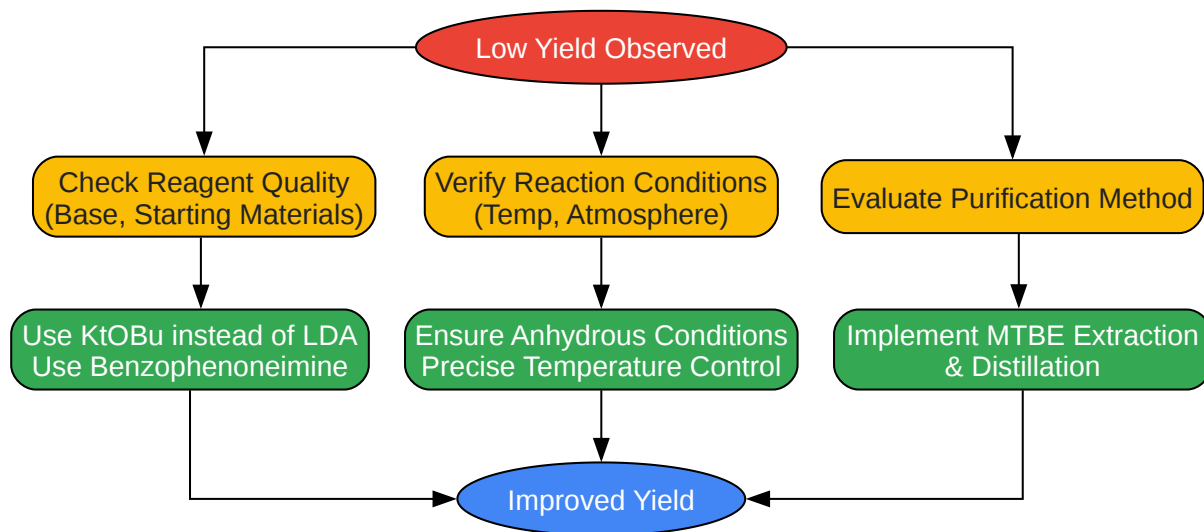 Low Yield Observed
Check Reagent Quality
(Base, Starting Materials)
Verify Reaction Conditions
(Temp, Atmosphere)
Evaluate Purification Method
Use KtOBu instead of LDA
Use Benzophenoneimine
Ensure Anhydrous Conditions
Precise Temperature Control
Implement MTBE Extraction
& Distillation
Improved Yield